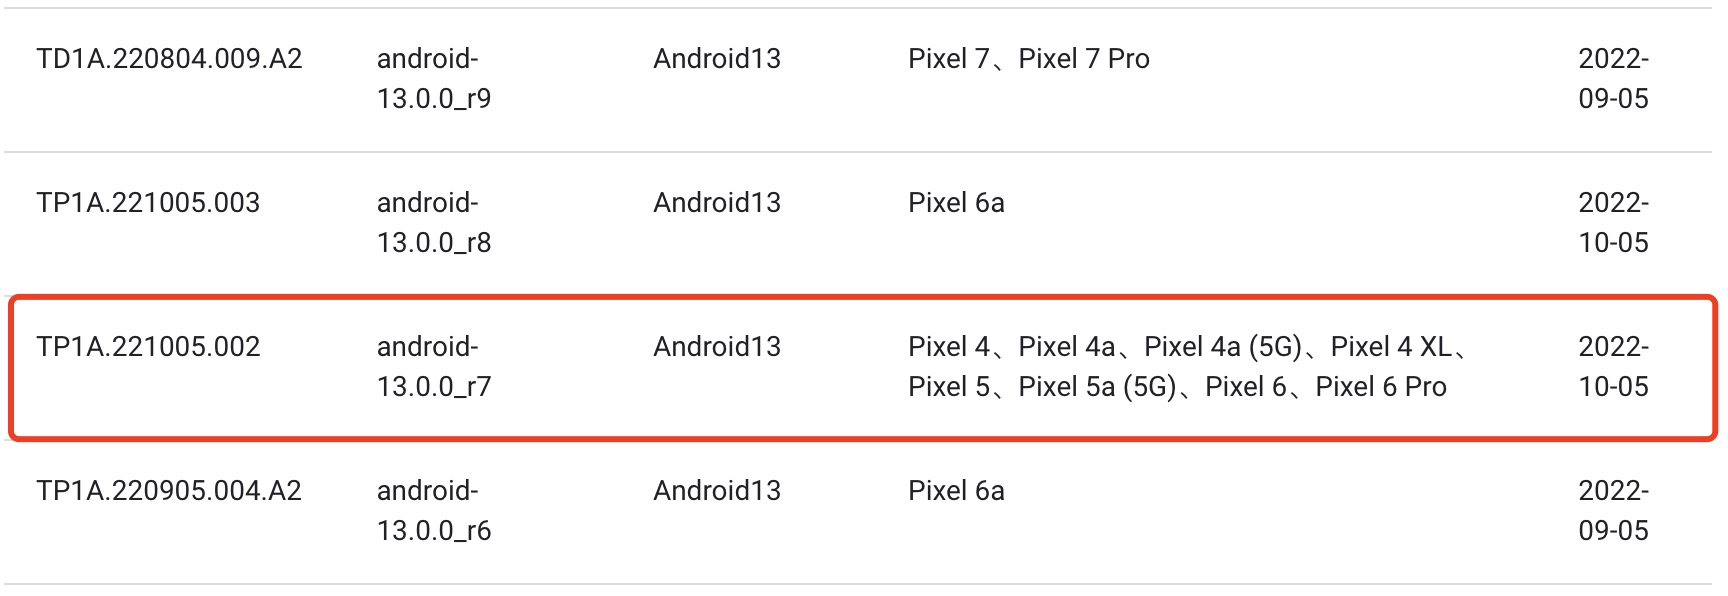 TD1A.220804.009.A2 android- Android13 Pixel 7、Pixel 7 Pro 2022-
13.0.0_r9 09-05
TP1A.221005.003 android- Android13 Pixel 6a 2022-
13.0.0_r8 10-05
TP1A.221005.002 android- Android13 Pixel 4、Pixel 4a、Pixel 4a (5G)、Pixel 4 XL、 2022-
13.0.0_r7 Pixel 5、Pixel 5a (5G)、Pixel 6、Pixel 6 Pro 10-05
TP1A.220905.004.A2 android- Android13 Pixel 6a 2022-
13.0.0_r6 09-05